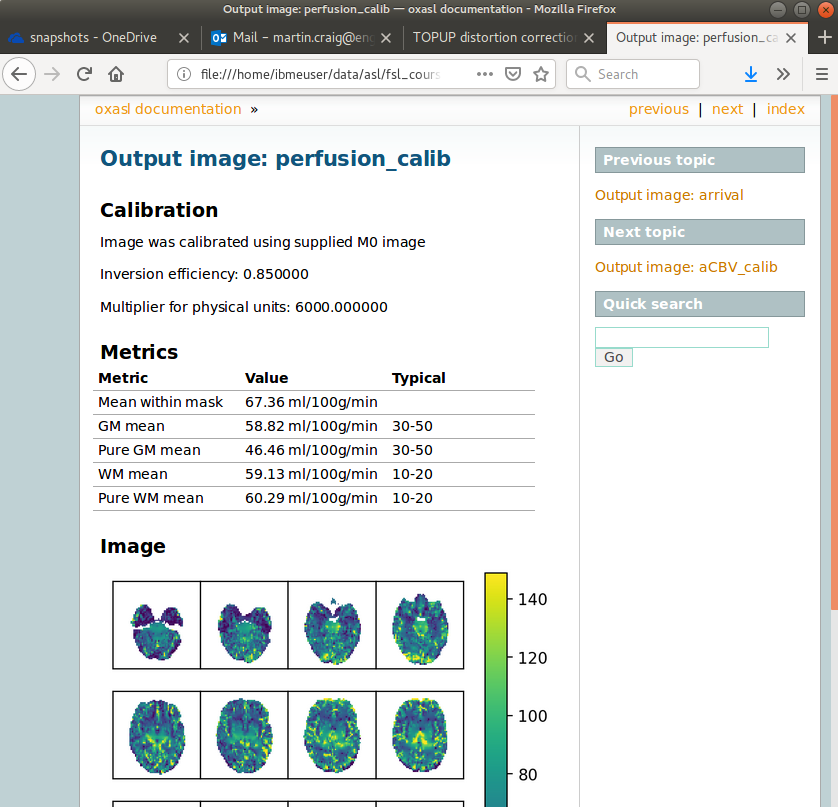 Output image: perfusion_calib — oxasl documentation - Mozilla Firefox
snapshots - OneDrive
Mail – martin.craig@en
TOPUP distortion correctio
Output image: perfusion_ca
file:///home/ibmeuser/data/asl/fsl_cours
Search
oxasl documentation »
previous | next | index
Output image: perfusion_calib
Calibration
Image was calibrated using supplied M0 image
Inversion efficiency: 0.850000
Multiplier for physical units: 6000.000000
Metrics
Metric Value Typical
Mean within mask 67.36 ml/100g/min
GM mean 58.82 ml/100g/min 30-50
Pure GM mean 46.46 ml/100g/min 30-50
WM mean 59.13 ml/100g/min 10-20
Pure WM mean 60.29 ml/100g/min 10-20
Image
140
120
100
80
Previous topic
Output image: arrival
Next topic
Output image: aCBV_calib
Quick search
Go